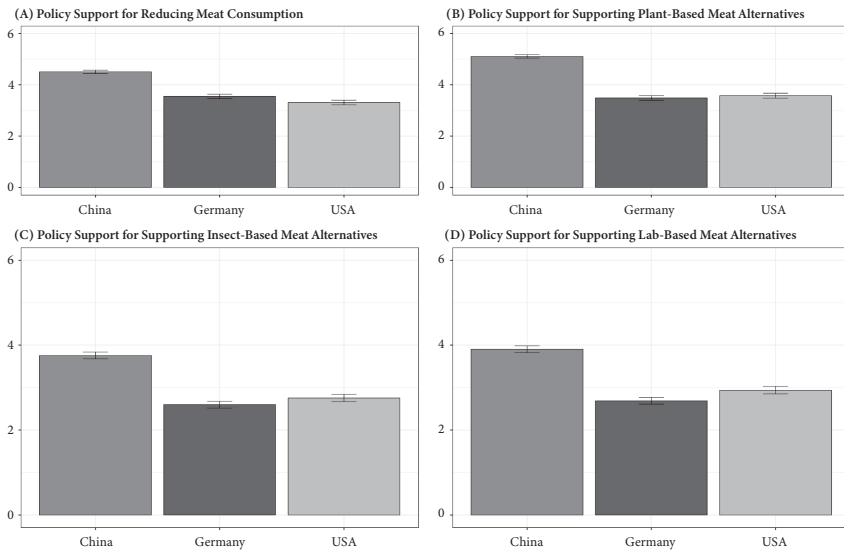 (A) Policy Support for Reducing Meat Consumption
6
4
2
0
China Germany USA
(B) Policy Support for Supporting Plant-Based Meat Alternatives
6
4
2
0
China Germany USA
(C) Policy Support for Supporting Insect-Based Meat Alternatives
6
4
2
0
China Germany USA
(D) Policy Support for Supporting Lab-Based Meat Alternatives
6
4
2
0
China Germany USA